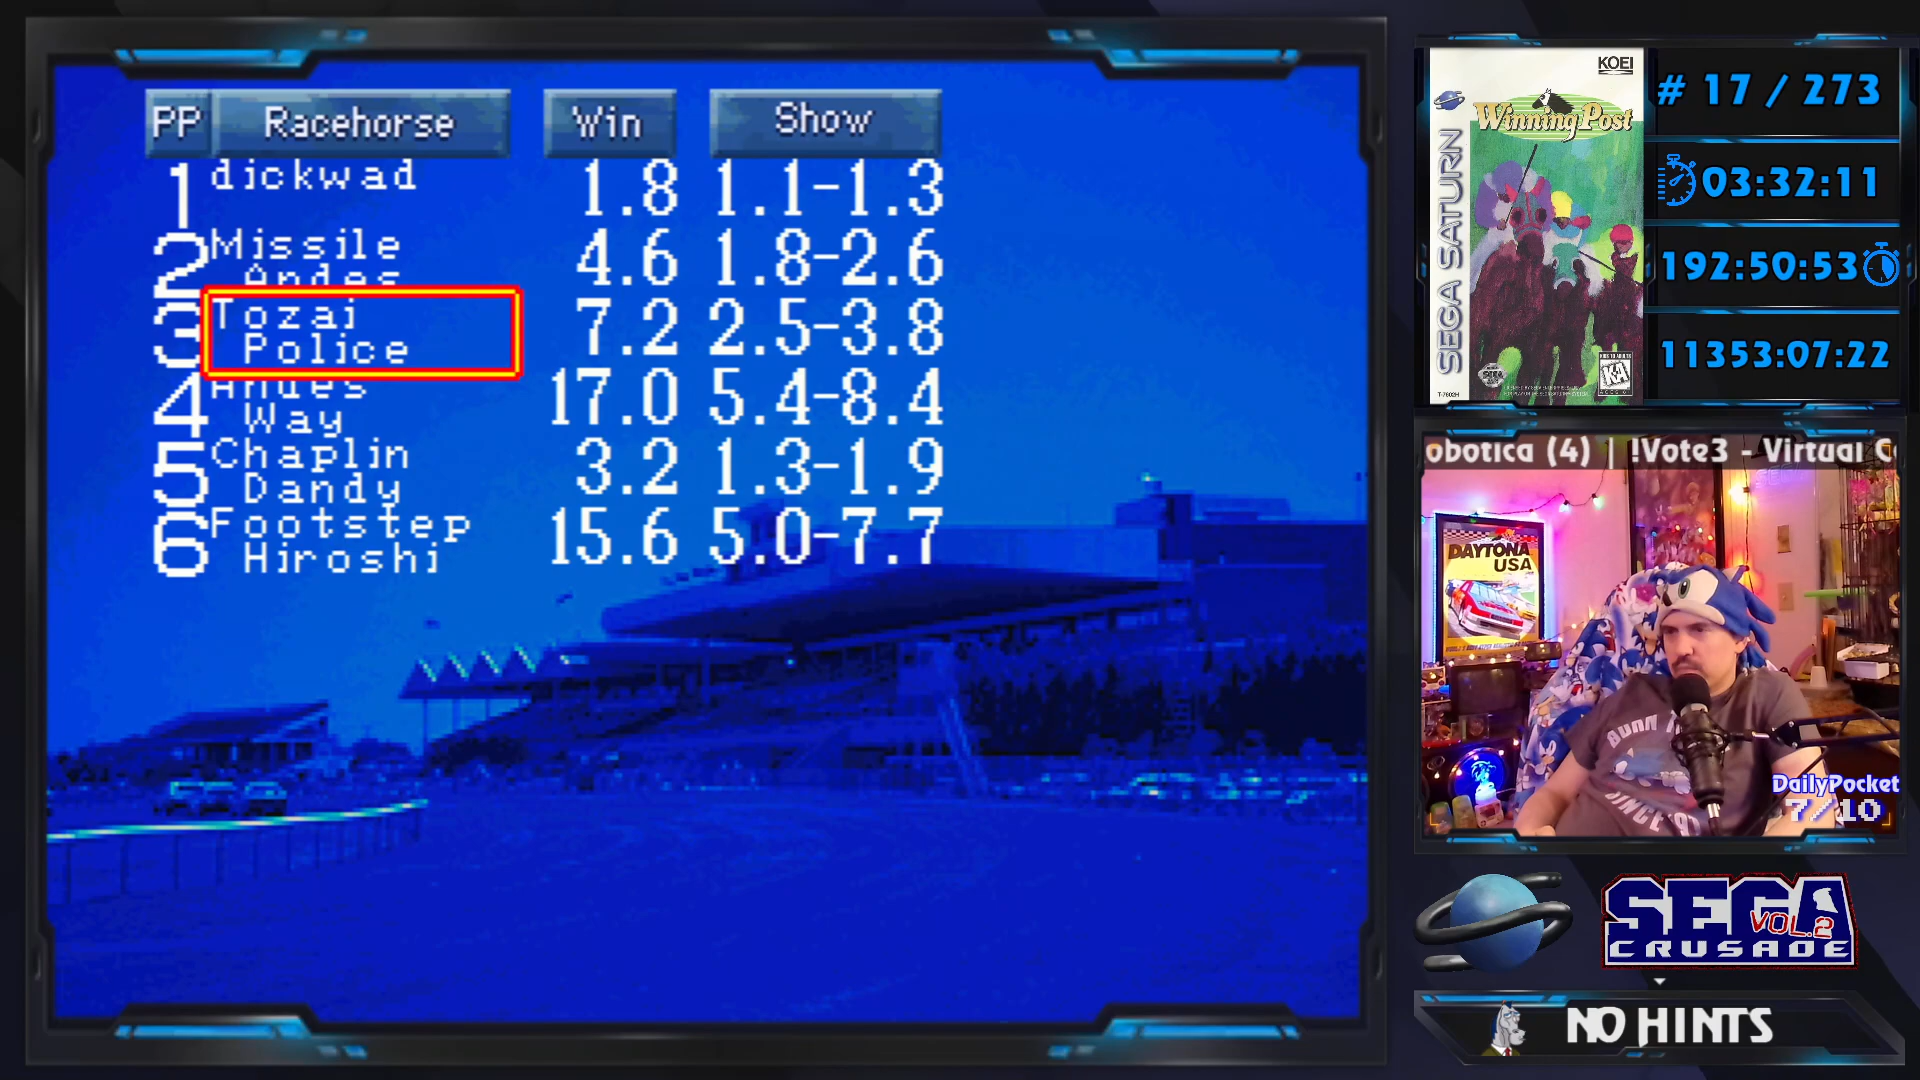 PP Racehorse Win Show
1 dickwad 1.8 1.1-1.3
2 Missile Andes 4.6 1.8-2.6
3 Tozai Police 7.2 2.5-3.8
4 Andes Way 17.0 5.4-8.4
5 Chaplin Dandy 3.2 1.3-1.9
6 Footstep Hiroshi 15.6 5.0-7.7
KOEI
Winning Post
SEGA SATURN
K-A
T-7602H
# 17 / 273
03:32:11
192:50:53
11353:07:22
obotica (4) | !Vote3 - Virtual
DAYTONA
USA
DailyPocket
7/10
SEGA
VOL.2
CRUSADE
NO HINTS